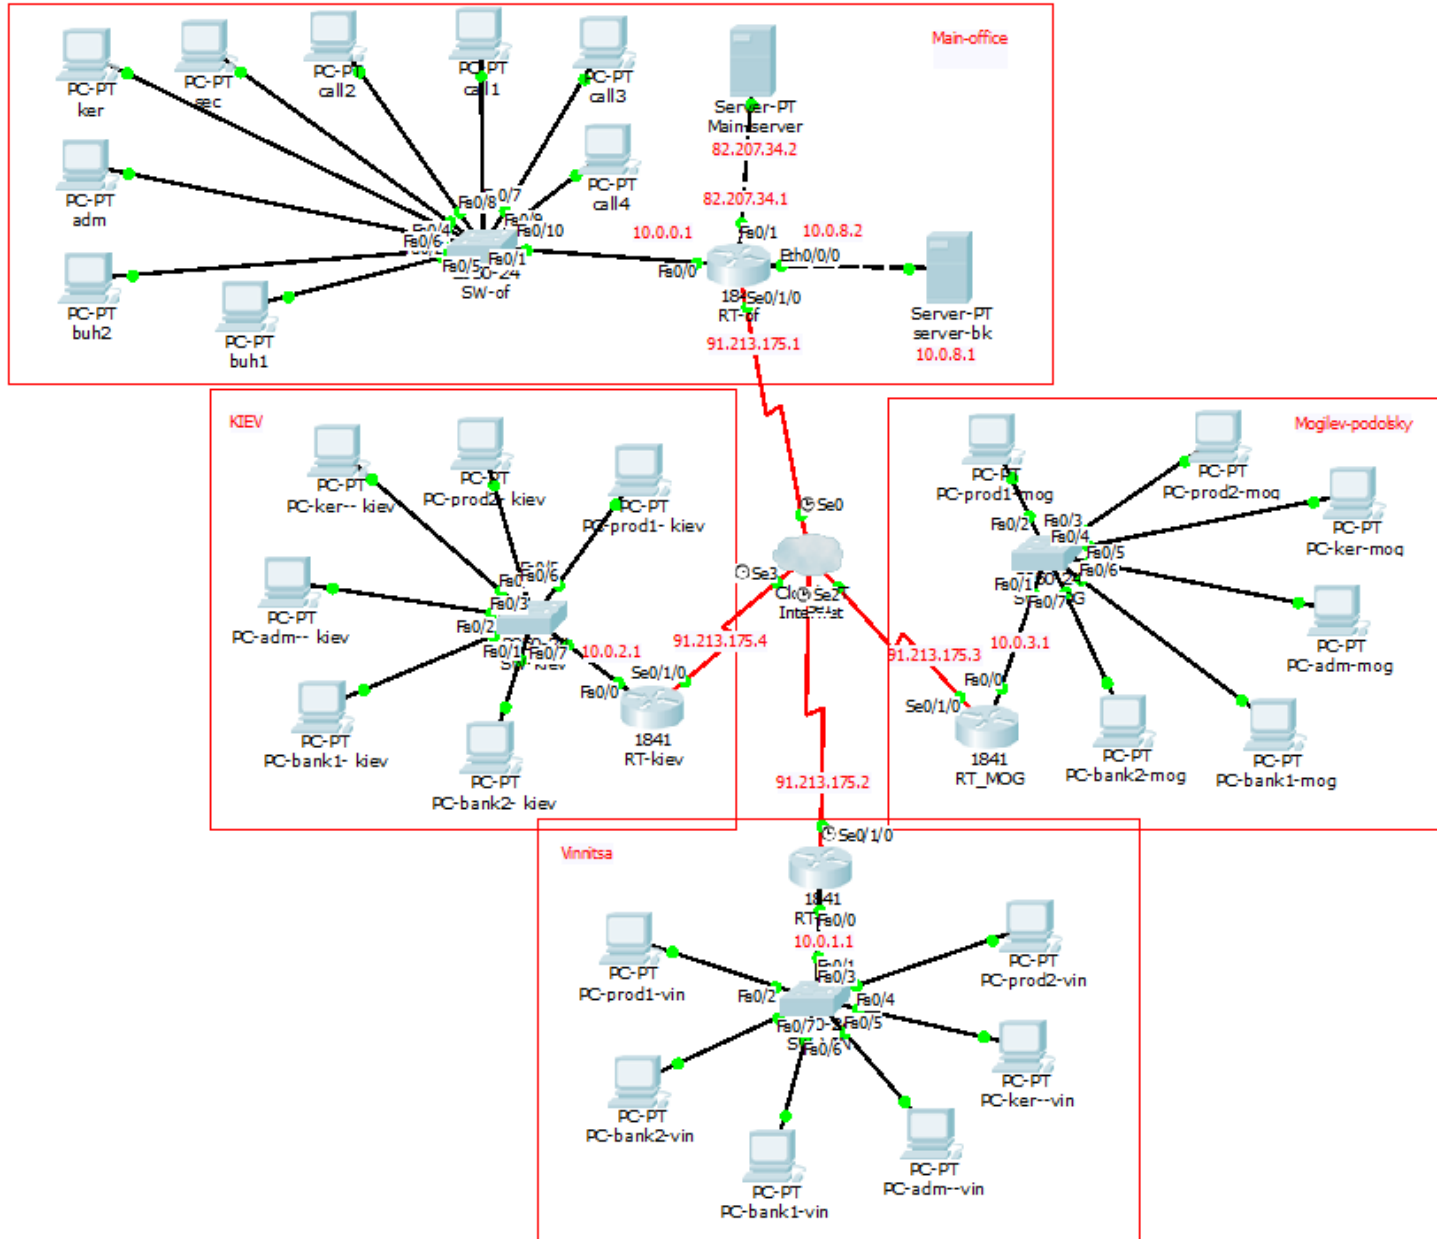 Main-office
PC-PT
ker
PC-PT
sec
PC-PT
call2
PC-PT
call1
PC-PT
call3
PC-PT
call4
PC-PT
adm
PC-PT
buh2
PC-PT
buh1
Fa0/8
0/7
Fa0/9
Fa0/10
Fa0/4
Fa0/6
Fa0/5
Fa0/1
SW-of
Server-PT
Main-server
82.207.34.2
82.207.34.1
Fa0/1
10.0.0.1
Fa0/0
10.0.8.2
Eth0/0/0
Se0/1/0
RT-of
91.213.175.1
Server-PT
server-bk
10.0.8.1
KIEV
PC-PT
PC-ker-- kiev
PC-PT
PC-prod2- kiev
PC-PT
PC-prod1- kiev
PC-PT
PC-adm-- kiev
PC-PT
PC-bank1- kiev
PC-PT
PC-bank2- kiev
Fa0/6
Fa0/3
Fa0/2
Fa0/1
Fa0/7
10.0.2.1
Fa0/0
Se0/1/0
1841
RT-kiev
91.213.175.4
Se0
Se3
Se2
Internet
Mogilev-podolsky
PC-PT
PC-prod1-mog
PC-PT
PC-prod2-mog
PC-PT
PC-ker-mog
PC-PT
PC-adm-mog
PC-PT
PC-bank2-mog
PC-PT
PC-bank1-mog
Fa0/2
Fa0/3
Fa0/4
Fa0/5
Fa0/6
Fa0/1
Fa0/7
91.213.175.3
10.0.3.1
Fa0/0
Se0/1/0
1841
RT_MOG
91.213.175.2
Vinnitsa
Se0/1/0
1841
Fa0/0
10.0.1.1
Fa0/1
Fa0/3
Fa0/2
Fa0/4
Fa0/5
Fa0/7
Fa0/6
PC-PT
PC-prod1-vin
PC-PT
PC-prod2-vin
PC-PT
PC-ker--vin
PC-PT
PC-bank2-vin
PC-PT
PC-adm--vin
PC-PT
PC-bank1-vin